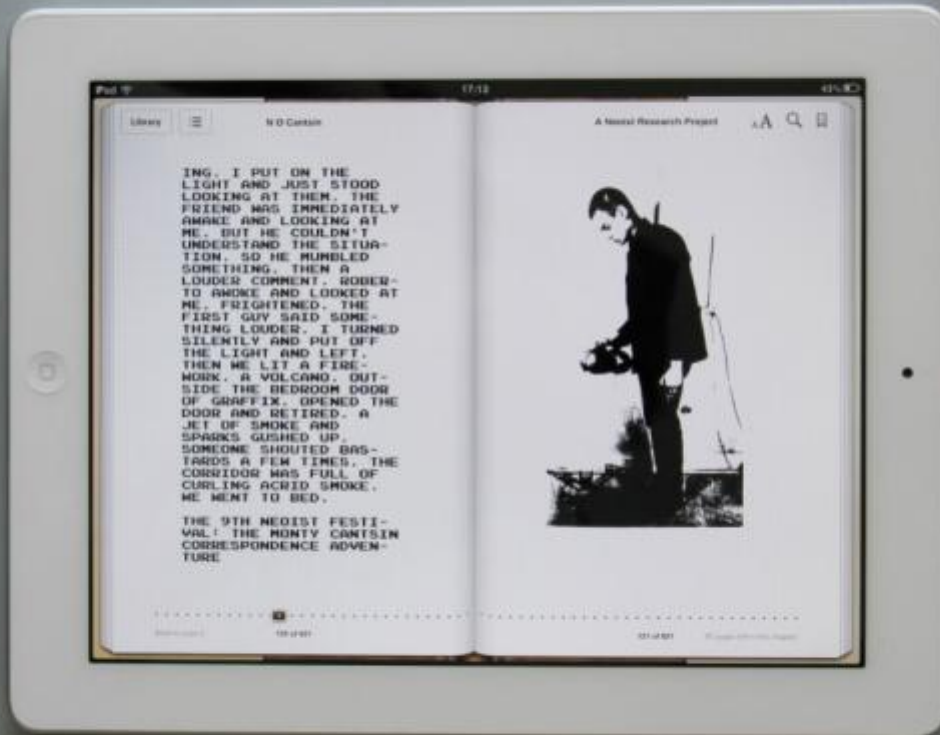 iPad
17:12
Library
N O Cantsin
A Neoist Research Project
AA
ING. I PUT ON THE
LIGHT AND JUST STOOD
LOOKING AT THEM. THE
FRIEND WAS IMMEDIATELY
AWAKE AND LOOKING AT
ME. BUT HE COULDN'T
UNDERSTAND THE SITUA-
TION. SO HE MUMBLED
SOMETHING. THEN A
LOUDER COMMENT. ROBER-
TO AWOKE AND LOOKED AT
ME, FRIGHTENED. THE
FIRST GUY SAID SOME-
THING LOUDER. I TURNED
SILENTLY AND PUT OFF
THE LIGHT AND LEFT.
THEN WE LIT A FIRE-
WORK, A VOLCANO, OUT-
SIDE THE BEDROOM DOOR
OF GRAFFIX. OPENED THE
DOOR AND RETIRED. A
JET OF SMOKE AND
SPARKS GUSHED UP.
SOMEONE SHOUTED BAS-
TARDS A FEW TIMES. THE
CORRIDOR WAS FULL OF
CURLING ACRID SMOKE.
WE WENT TO BED.
THE 9TH NEOIST FESTI-
VAL: THE MONTY CANTSIN
CORRESPONDENCE ADVEN-
TURE